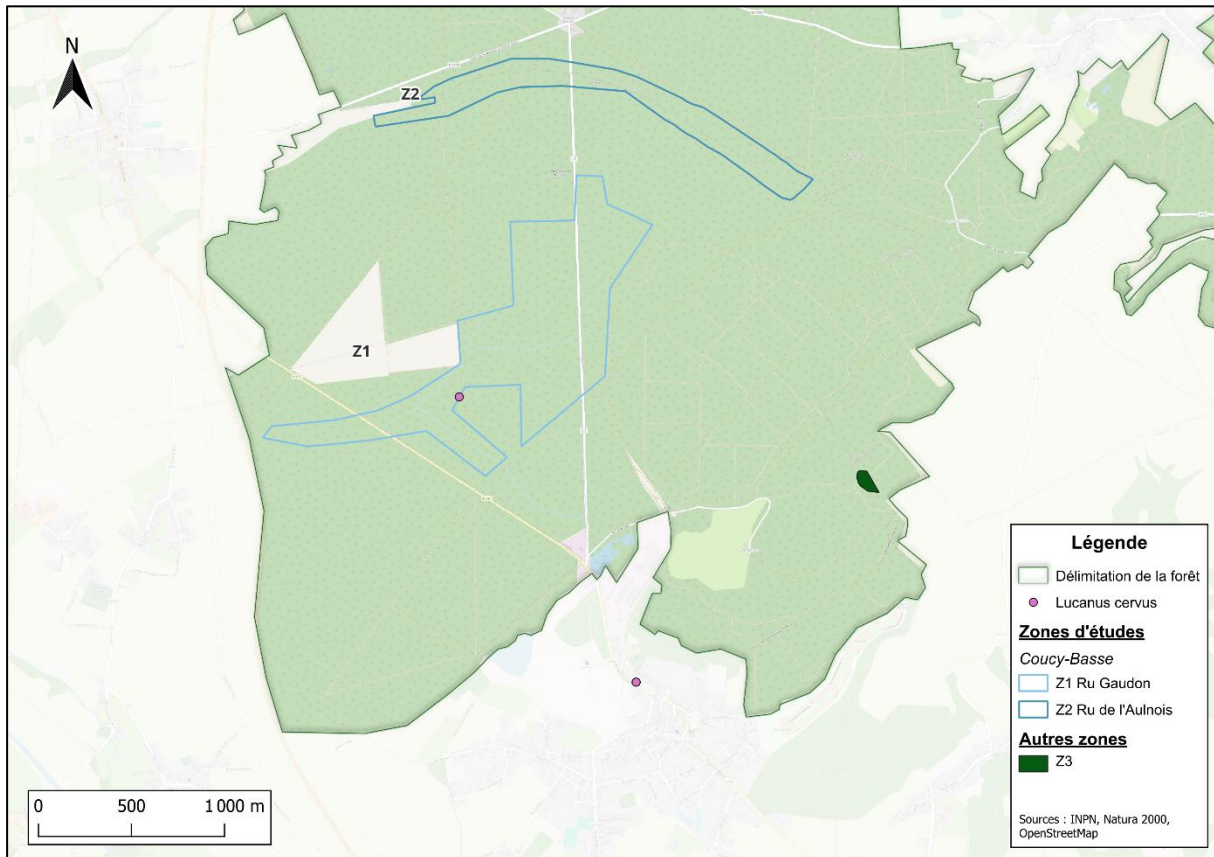 N
Z2
Z1
0 500 1 000 m
Légende
Délimitation de la forêt
Lucanus cervus
Zones d'études
Coucy-Basse
Z1 Ru Gaudon
Z2 Ru de l'Aulnois
Autres zones
Z3
Sources : INPN, Natura 2000,
OpenStreetMap